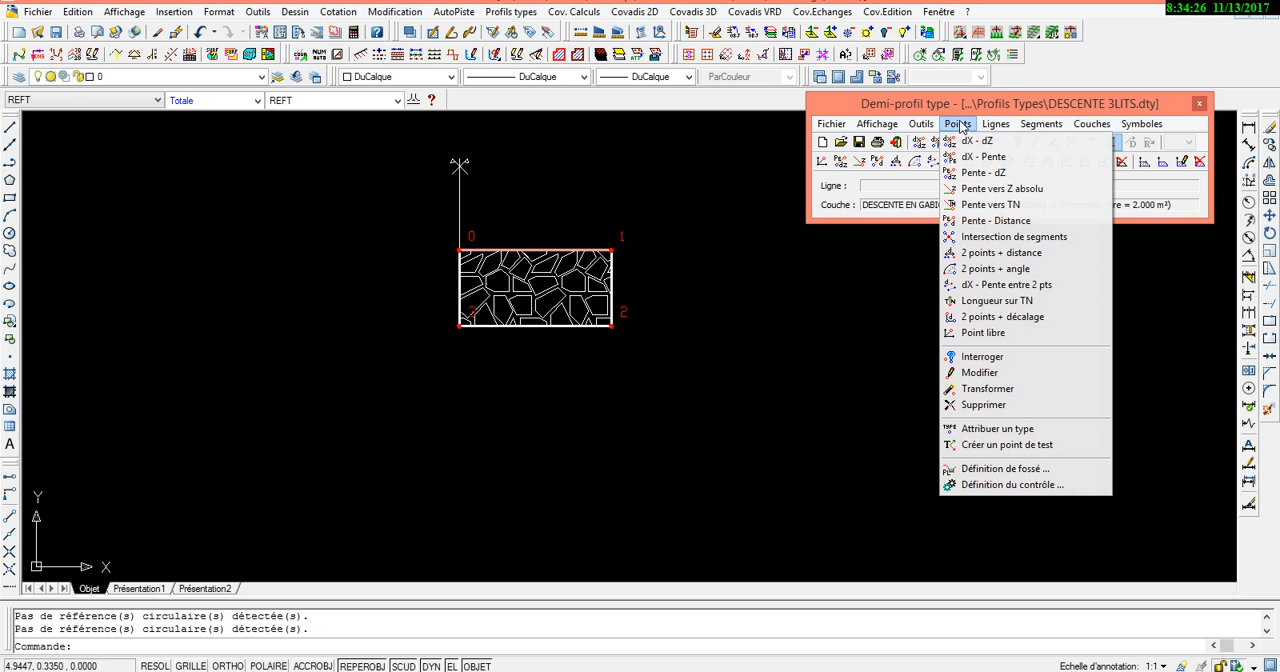 8:34:26 11/13/2017
Fichier Edition Affichage Insertion Format Outils Dessin Cotation Modification AutoPiste Profils types Cov. Calculs Covadis 2D Covadis 3D Covadis VRD Cov.Echanges Cov.Edition Fenêtre ?
0 DuCalque DuCalque DuCalque ParCouleur
REFT Totale REFT ?
Demi-profil type - [...\Profils Types\DESCENTE 3LITS.dty] x
Fichier Affichage Outils Points Lignes Segments Couches Symboles
Ligne :
Couche : DESCENTE EN GABI = 2.000 m²)
dX - dZ
dX - Pente
Pente - dZ
Pente vers Z absolu
Pente vers TN
Pente - Distance
Intersection de segments
2 points + distance
2 points + angle
dX - Pente entre 2 pts
Longueur sur TN
2 points + décalage
Point libre
Interroger
Modifier
Transformer
Supprimer
Attribuer un type
Créer un point de test
Définition de fossé ...
Définition du contrôle ...
0 1
2
Y
X
Objet Présentation1 Présentation2
Pas de référence(s) circulaire(s) détectée(s).
Pas de référence(s) circulaire(s) détectée(s).
Commande:
4.9447, 0.3350 , 0.0000 RESOL GRILLE ORTHO POLAIRE ACCROBJ REPEROBJ SCUD DYN EL OBJET Echelle d'annotation: 1:1